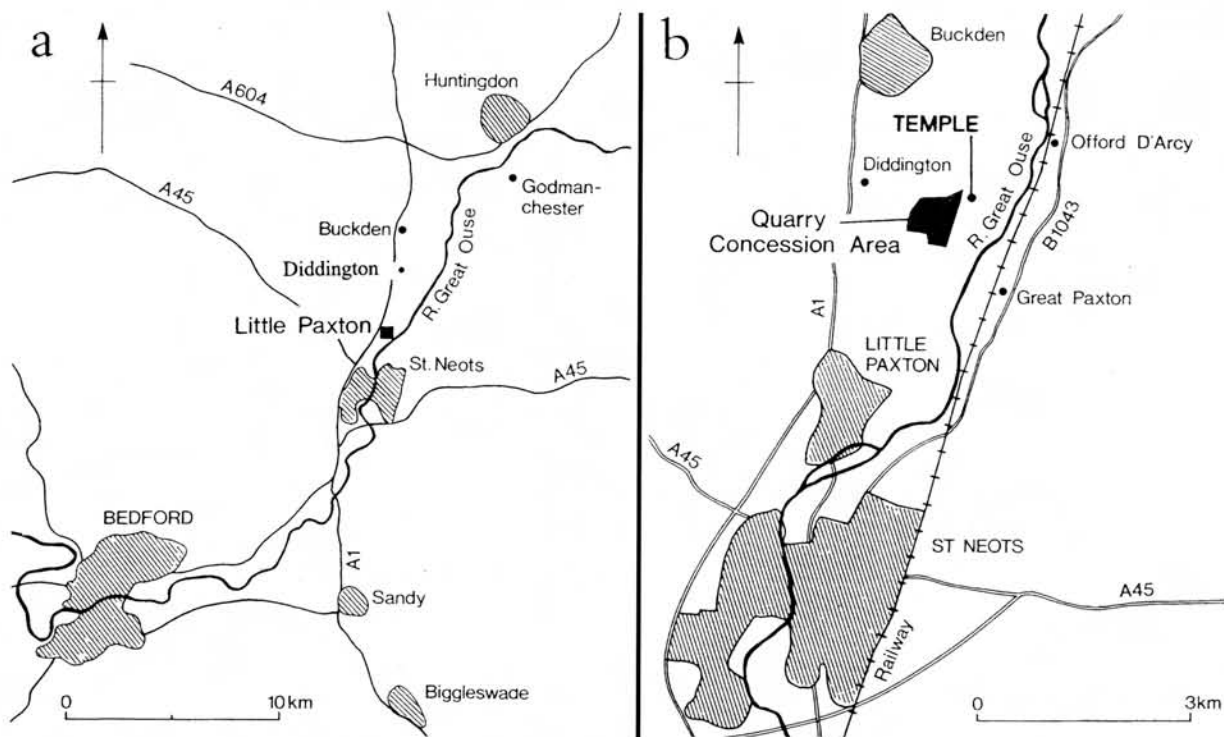 a
Huntingdon
A604
A45
Godman-
chester
Buckden
Diddington
R. Great Ouse
Little Paxton
St. Neots
A45
BEDFORD
A1
Sandy
Biggleswade
0 10km
b
Buckden
TEMPLE
Offord D'Arcy
Diddington
R. Great Ouse
B1043
Quarry
Concession Area
Great Paxton
A1
LITTLE
PAXTON
A45
ST NEOTS
A45
Railway
0 3km